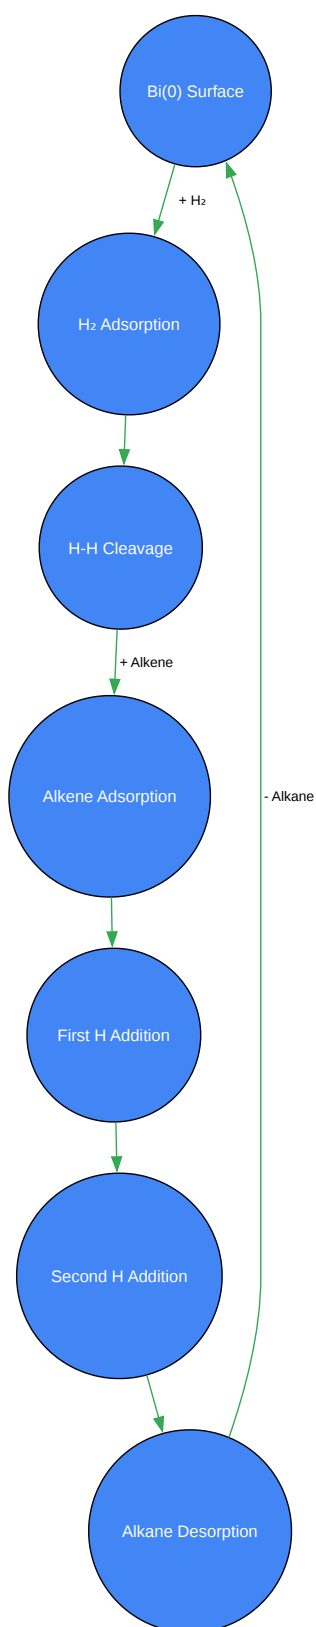 Bi(0) Surface
+ H₂
H₂ Adsorption
H-H Cleavage
+ Alkene
Alkene Adsorption
- Alkane
First H Addition
Second H Addition
Alkane Desorption